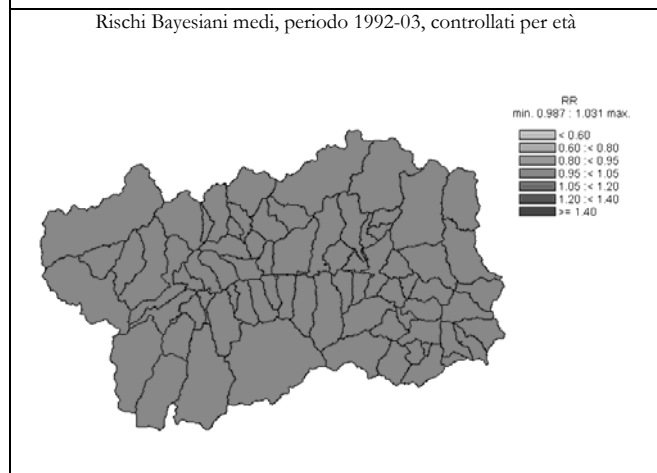 Rischi Bayesiani medi, periodo 1992-03, controllati per età
RR
min. 0.987 : 1.031 max.
< 0.60
0.60 :< 0.80
0.80 :< 0.95
0.95 :< 1.05
1.05 :< 1.20
1.20 :< 1.40
>= 1.40